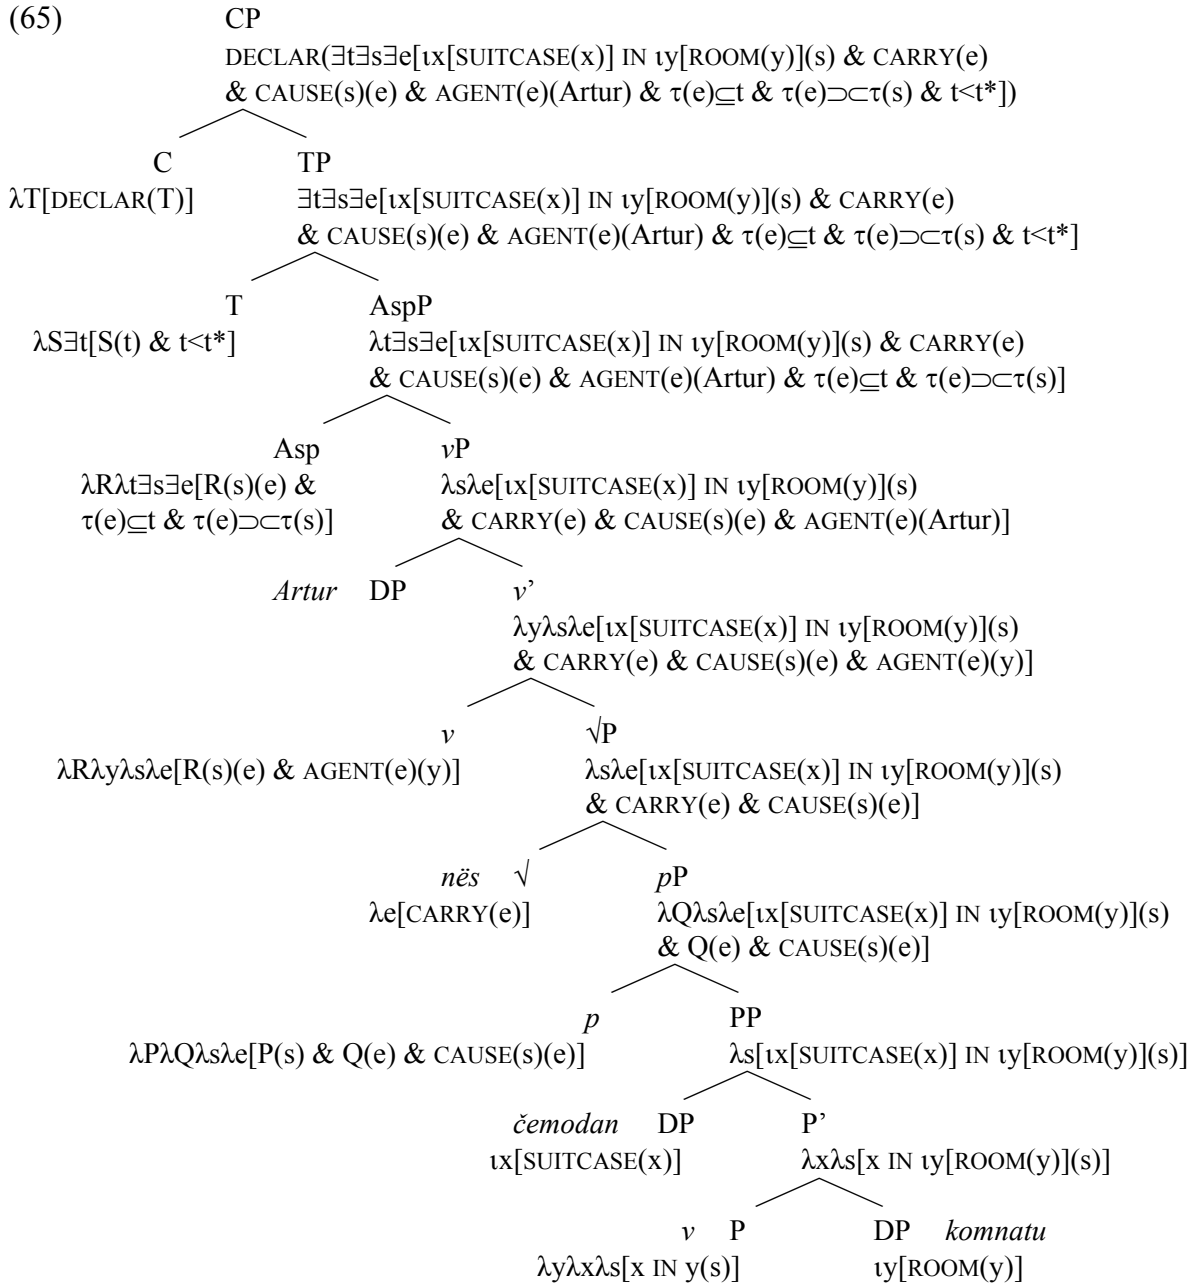 (65) CP
DECLAR(∃t∃s∃e[ιx[SUITCASE(x)] IN ιy[ROOM(y)](s) & CARRY(e)
& CAUSE(s)(e) & AGENT(e)(Artur) & τ(e)⊆t & τ(e)⊃⊂τ(s) & t<t*])
C TP
λT[DECLAR(T)] ∃t∃s∃e[ιx[SUITCASE(x)] IN ιy[ROOM(y)](s) & CARRY(e)
& CAUSE(s)(e) & AGENT(e)(Artur) & τ(e)⊆t & τ(e)⊃⊂τ(s) & t<t*]
T AspP
λS∃t[S(t) & t<t*] λt∃s∃e[ιx[SUITCASE(x)] IN ιy[ROOM(y)](s) & CARRY(e)
& CAUSE(s)(e) & AGENT(e)(Artur) & τ(e)⊆t & τ(e)⊃⊂τ(s)]
Asp vP
λRλt∃s∃e[R(s)(e) & λsλe[ιx[SUITCASE(x)] IN ιy[ROOM(y)](s)
τ(e)⊆t & τ(e)⊃⊂τ(s)] & CARRY(e) & CAUSE(s)(e) & AGENT(e)(Artur)]
Artur DP v’
λyλsλe[ιx[SUITCASE(x)] IN ιy[ROOM(y)](s)
& CARRY(e) & CAUSE(s)(e) & AGENT(e)(y)]
v √P
λRλyλsλe[R(s)(e) & AGENT(e)(y)] λsλe[ιx[SUITCASE(x)] IN ιy[ROOM(y)](s)
& CARRY(e) & CAUSE(s)(e)]
nës √ pP
λe[CARRY(e)] λQλsλe[ιx[SUITCASE(x)] IN ιy[ROOM(y)](s)
& Q(e) & CAUSE(s)(e)]
p PP
λPλQλsλe[P(s) & Q(e) & CAUSE(s)(e)] λs[ιx[SUITCASE(x)] IN ιy[ROOM(y)](s)]
čemodan DP P’
ιx[SUITCASE(x)] λxλs[x IN ιy[ROOM(y)](s)]
v P DP komnatu
λyλxλs[x IN y(s)] ιy[ROOM(y)]